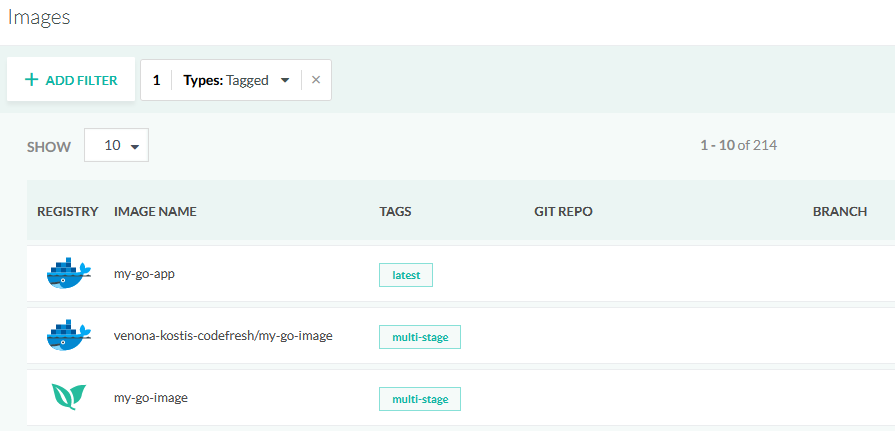 Images
+ ADD FILTER 1 Types: Tagged ×
SHOW 10 1 - 10 of 214
REGISTRY IMAGE NAME TAGS GIT REPO BRANCH
my-go-app latest
venona-kostis-codefresh/my-go-image multi-stage
my-go-image multi-stage